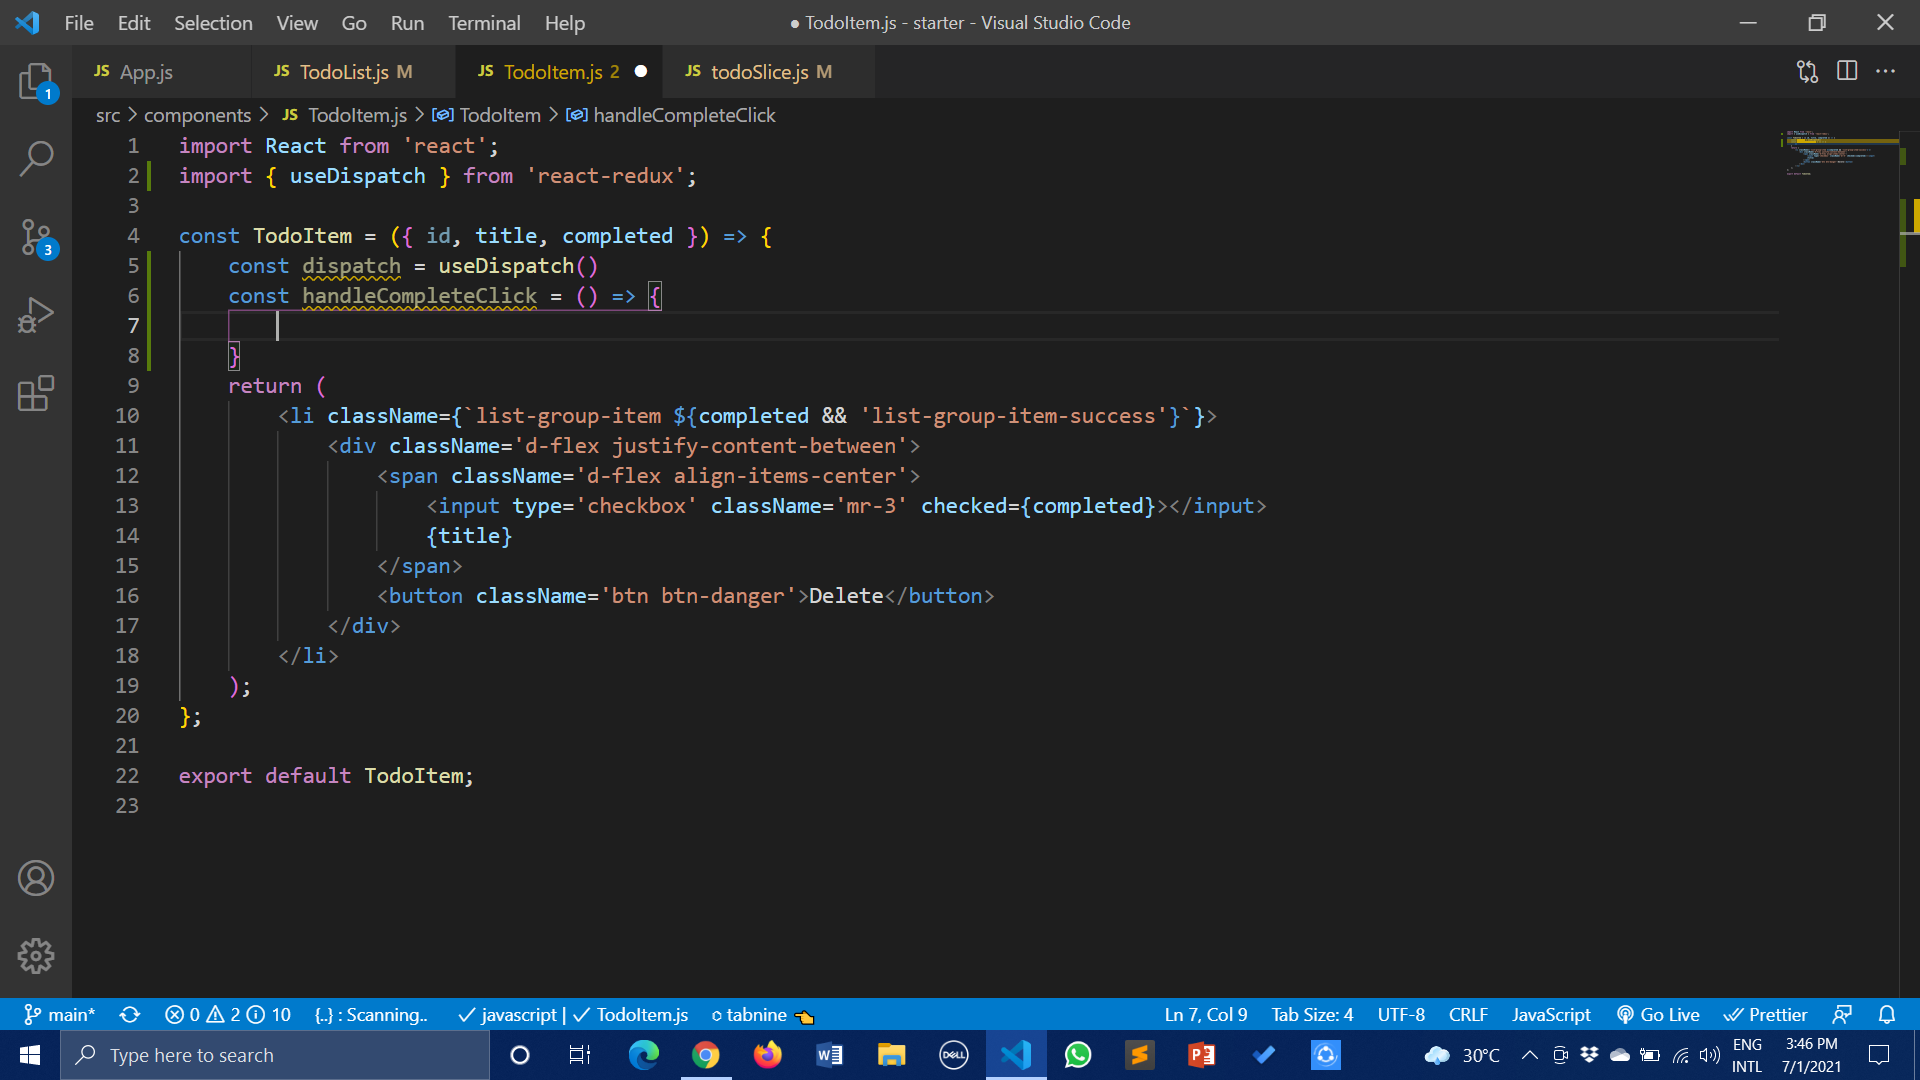 File Edit Selection View Go Run Terminal Help
● TodoItem.js - starter - Visual Studio Code
JS App.js
JS TodoList.js M
JS TodoItem.js 2 ●
JS todoSlice.js M
src > components > JS TodoItem.js > TodoItem > handleCompleteClick
1 import React from 'react';
2 import { useDispatch } from 'react-redux';
3
4 const TodoItem = ({ id, title, completed }) => {
5 const dispatch = useDispatch()
6 const handleCompleteClick = () => {
7
8 }
9 return (
10 <li className={`list-group-item ${completed && 'list-group-item-success'}`}>
11 <div className='d-flex justify-content-between'>
12 <span className='d-flex align-items-center'>
13 <input type='checkbox' className='mr-3' checked={completed}></input>
14 {title}
15 </span>
16 <button className='btn btn-danger'>Delete</button>
17 </div>
18 </li>
19 );
20 };
21
22 export default TodoItem;
23
1
3
main* 0 2 10 {..} : Scanning.. ✓ javascript | ✓ TodoItem.js tabnine Ln 7, Col 9 Tab Size: 4 UTF-8 CRLF JavaScript Go Live Prettier
Type here to search
DELL
30°C
ENG
INTL
3:46 PM
7/1/2021